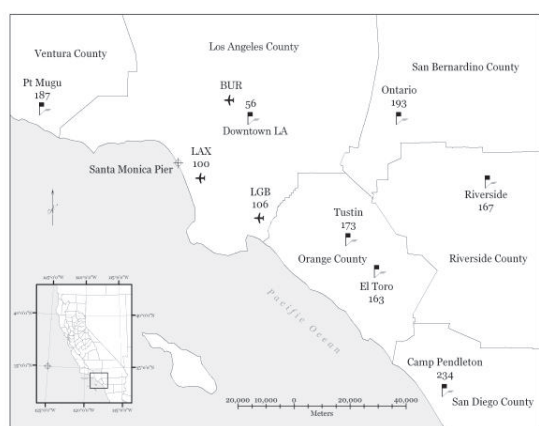 Ventura County
Los Angeles County
San Bernardino County
Pt Mugu
187
BUR
56
Downtown LA
Ontario
193
LAX
100
Santa Monica Pier
LGB
106
Riverside
167
Tustin
173
Orange County
Riverside County
El Toro
163
Pacific Ocean
Camp Pendleton
234
San Diego County
20,000
10,000
0
20,000
40,000
Meters